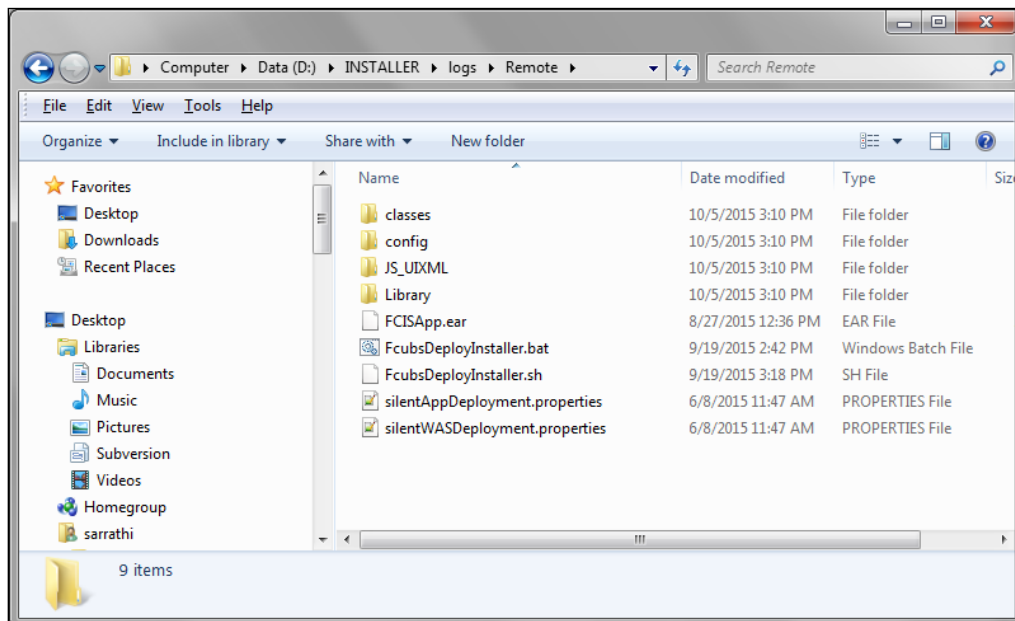 Computer Data (D:) INSTALLER logs Remote Search Remote
File Edit View Tools Help
Organize Include in library Share with New folder
Name Date modified Type Siz
Favorites
Desktop
Downloads
Recent Places
Desktop
Libraries
Documents
Music
Pictures
Subversion
Videos
Homegroup
sarrathi
classes 10/5/2015 3:10 PM File folder
config 10/5/2015 3:10 PM File folder
JS_UIXML 10/5/2015 3:10 PM File folder
Library 10/5/2015 3:10 PM File folder
FCISApp.ear 8/27/2015 12:36 PM EAR File
FcubsDeployInstaller.bat 9/19/2015 2:42 PM Windows Batch File
FcubsDeployInstaller.sh 9/19/2015 3:18 PM SH File
silentAppDeployment.properties 6/8/2015 11:47 AM PROPERTIES File
silentWASDeployment.properties 6/8/2015 11:47 AM PROPERTIES File
9 items